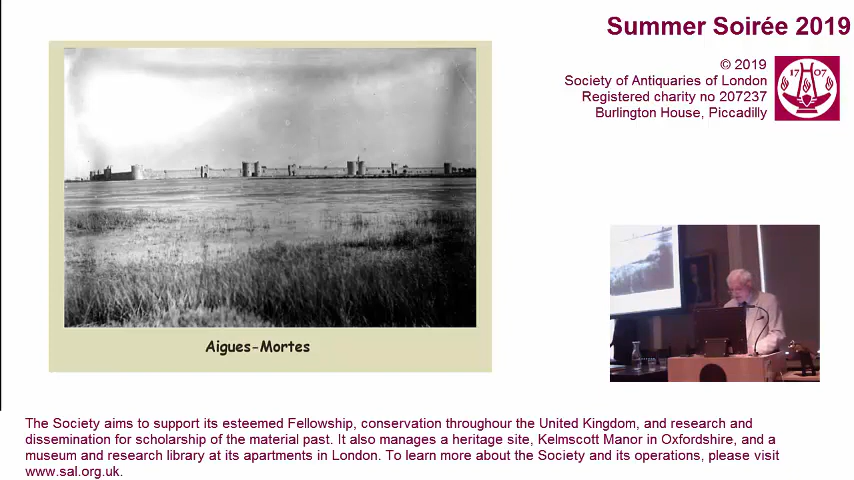 Summer Soirée 2019
© 2019
Society of Antiquaries of London
Registered charity no 207237
Burlington House, Piccadilly
17 07
Aigues-Mortes
The Society aims to support its esteemed Fellowship, conservation throughour the United Kingdom, and research and
dissemination for scholarship of the material past. It also manages a heritage site, Kelmscott Manor in Oxfordshire, and a
museum and research library at its apartments in London. To learn more about the Society and its operations, please visit
www.sal.org.uk.